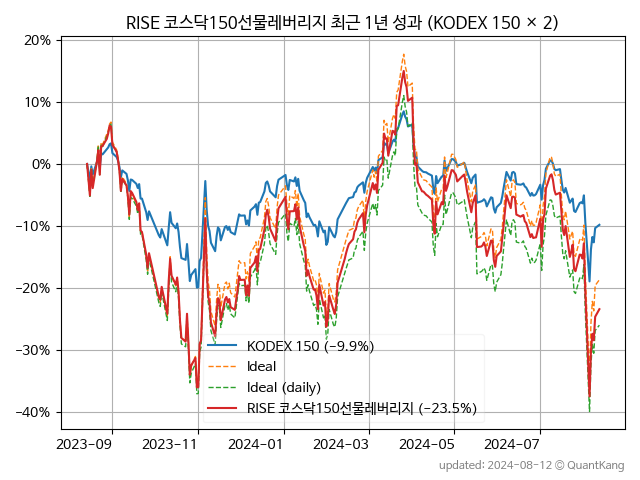 RISE 코스닥150선물레버리지 최근 1년 성과 (KODEX 150 × 2)
20%
10%
0%
−10%
−20%
−30%
−40%
KODEX 150 (−9.9%)
Ideal
Ideal (daily)
RISE 코스닥150선물레버리지 (−23.5%)
2023-09
2023-11
2024-01
2024-03
2024-05
2024-07
updated: 2024-08-12 © QuantKang